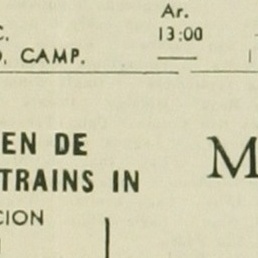 Ar.
C. 13:00
CAMP.
EN DE
TRAINS IN
M
CION